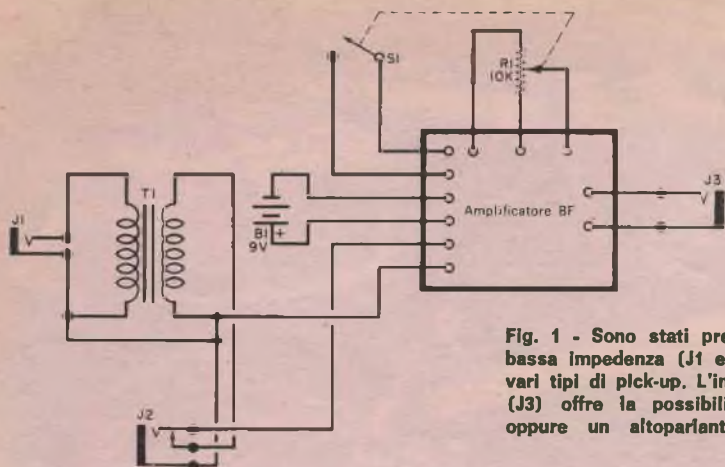 S1
R1
10K
J1
T1
B1 +
9V
Amplificatore BF
J3
J2
Fig. 1 - Sono stati pre
bassa impedenza (J1 e
vari tipi di pick-up. L'in
(J3) offre la possibili
oppure un altoparlant